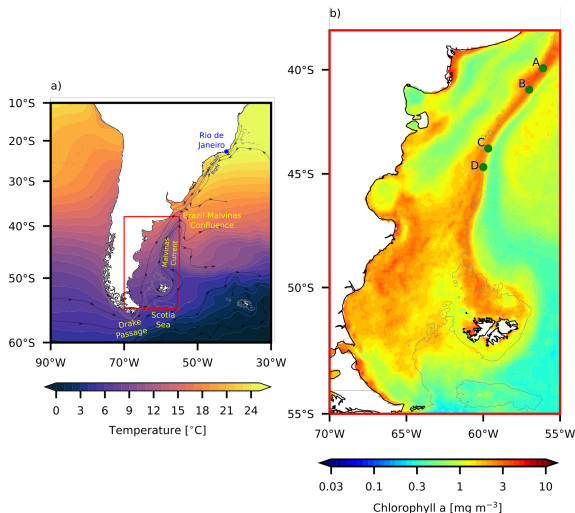 a)
10°S
20°S
30°S
40°S
50°S
60°S
90°W
70°W
50°W
30°W
Rio de
Janeiro
Brazil-Malvinas
Confluence
Malvinas
Current
Drake
Passage
Scotia
Sea
0
3
6
9
12
15
18
21
24
Temperature [°C]
b)
40°S
45°S
50°S
55°S
70°W
65°W
60°W
55°W
A
B
C
D
0.03
0.1
0.3
1
3
10
Chlorophyll a [mg m⁻³]